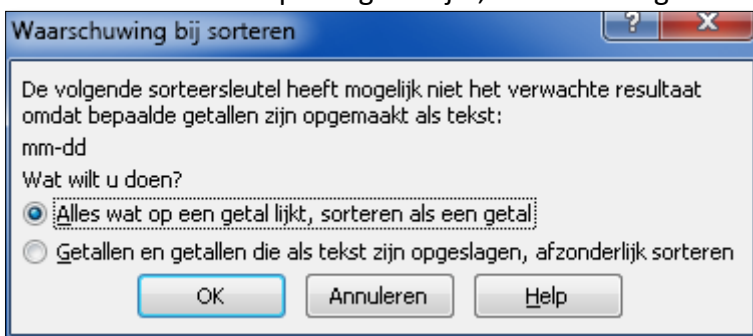 Waarschuwing bij sorteren
De volgende sorteersleutel heeft mogelijk niet het verwachte resultaat
omdat bepaalde getallen zijn opgemaakt als tekst:
mm-dd
Wat wilt u doen?
Alles wat op een getal lijkt, sorteren als een getal
Getallen en getallen die als tekst zijn opgeslagen, afzonderlijk sorteren
OK Annuleren Help